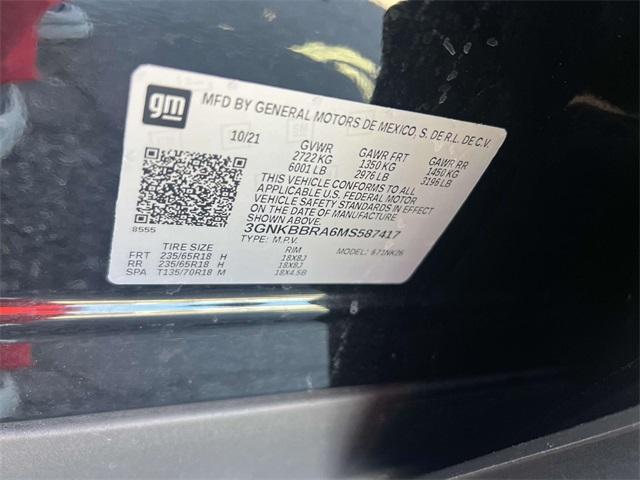 gm MFD BY GENERAL MOTORS DE MEXICO, S. DE R.L. DE C.V.
10/21 GVWR GAWR FRT GAWR RR
2722 KG 1350 KG 1450 KG
6001 LB 2976 LB 3196 LB
THIS VEHICLE CONFORMS TO ALL
APPLICABLE U.S. FEDERAL MOTOR
VEHICLE SAFETY STANDARDS IN EFFECT
ON THE DATE OF MANUFACTURE SHOWN ABOVE.
3GNKBBRA6MS587417
8555
TYPE: M.P.V. MODEL: 671NK26
TIRE SIZE RIM
FRT 235/65R18 H 18X8J
RR 235/65R18 H 18X8J
SPA T135/70R18 M 18X4.5B